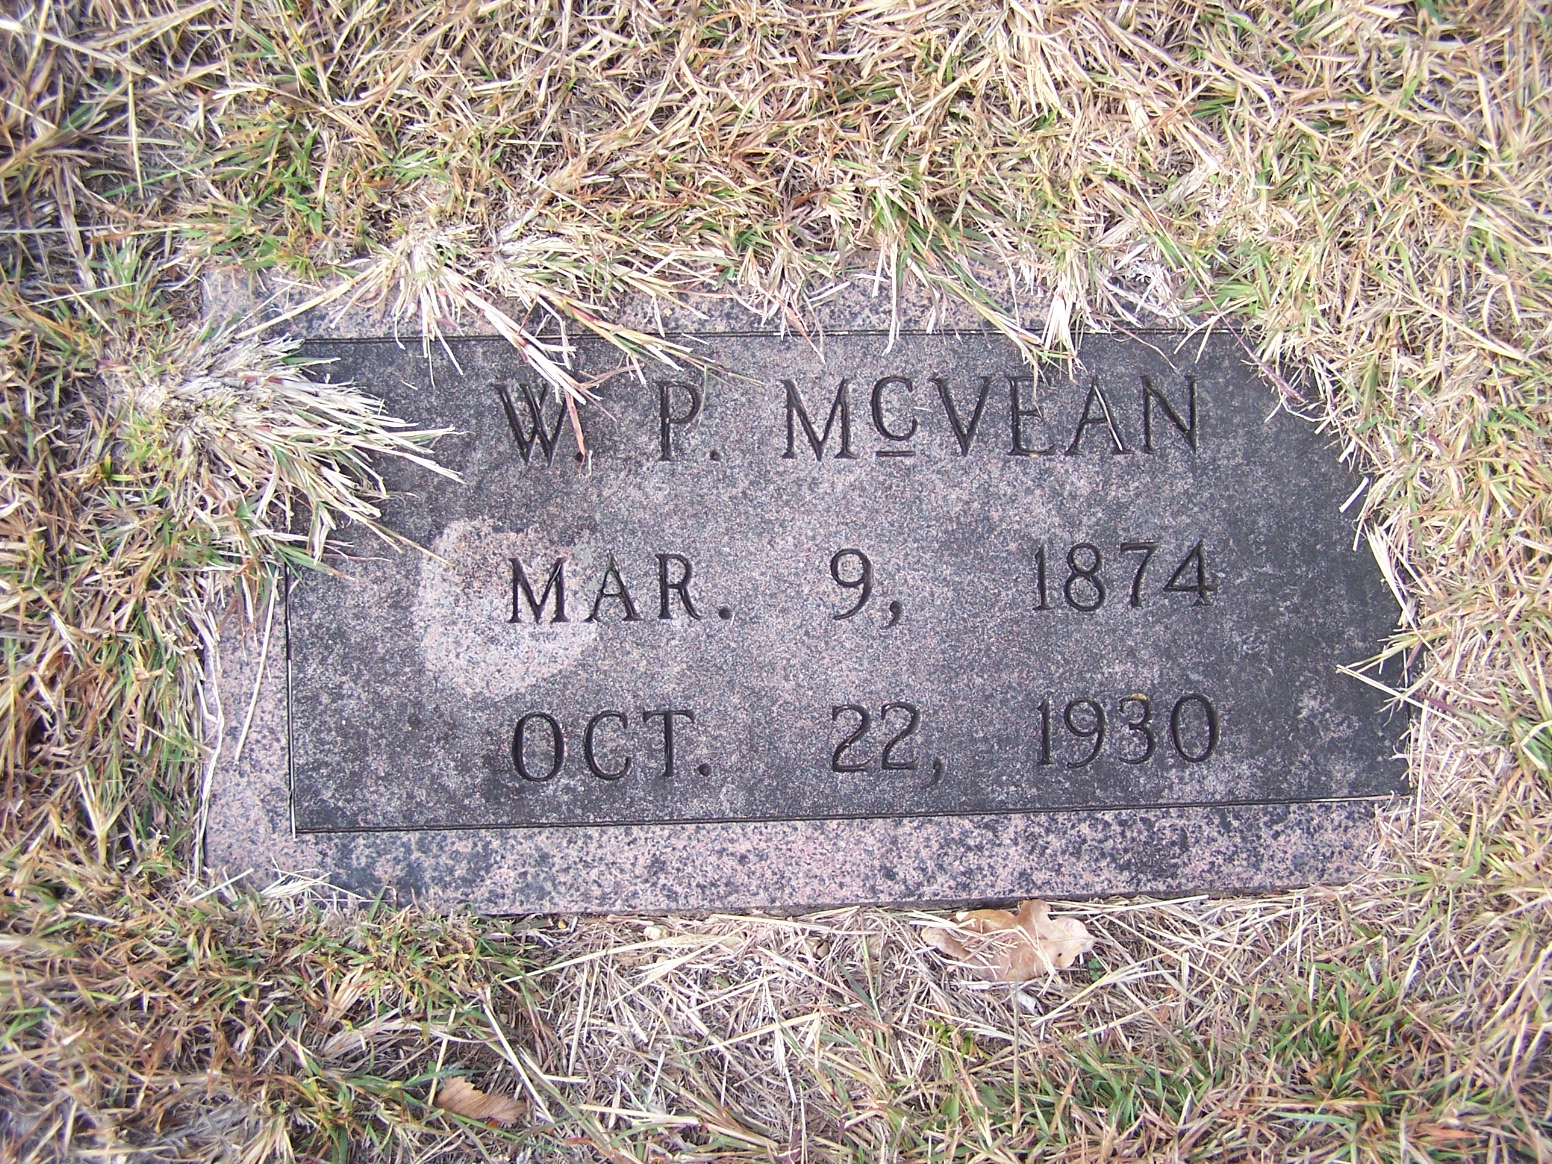 W. P. McVEAN
MAR. 9, 1874
OCT. 22, 1930